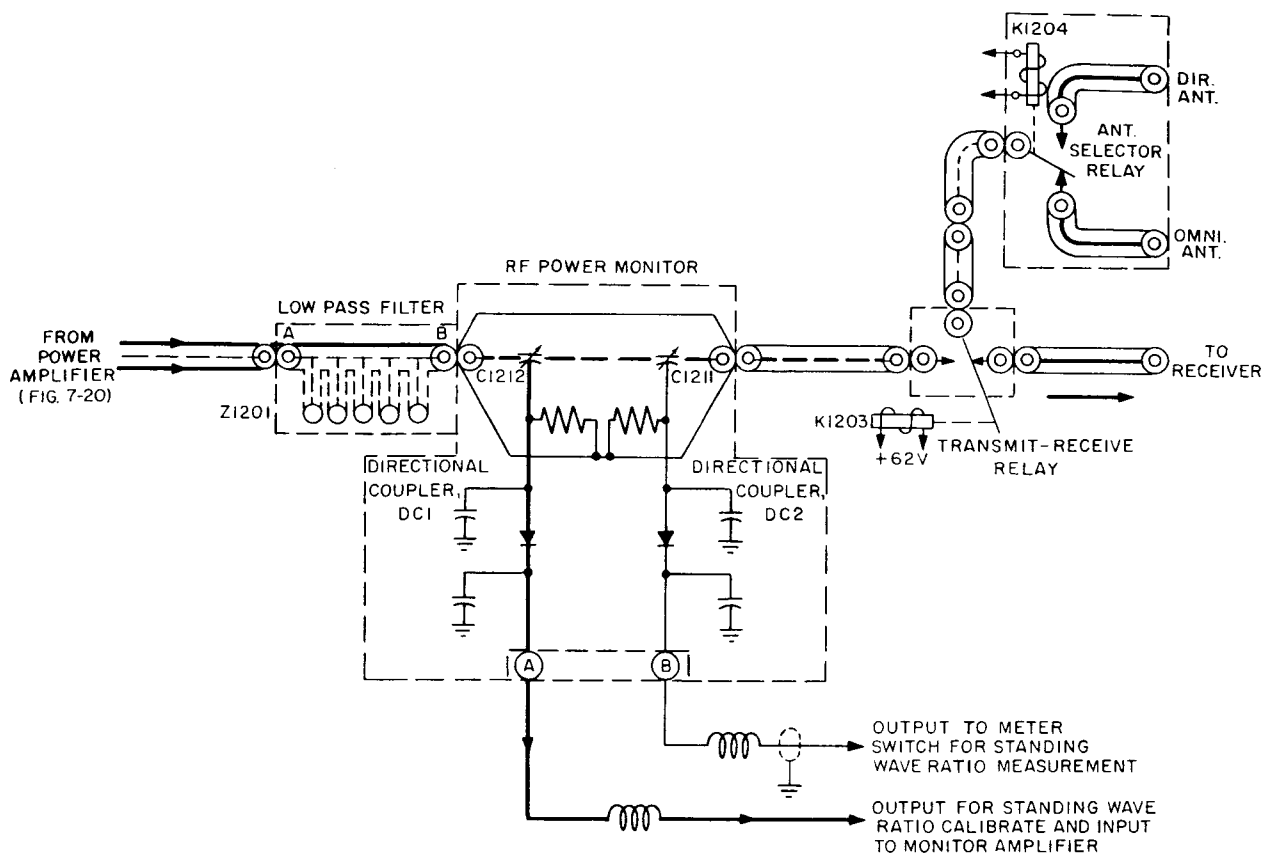 K1204
DIR.
ANT.
ANT.
SELECTOR
RELAY
OMNI.
ANT.
RF POWER MONITOR
LOW PASS FILTER
A
B
FROM
POWER
AMPLIFIER
(FIG. 7-20)
Z1201
C1212
C1211
TO
RECEIVER
K1203
+62V
TRANSMIT-RECEIVE
RELAY
DIRECTIONAL
COUPLER,
DC1
DIRECTIONAL
COUPLER,
DC2
A
B
OUTPUT TO METER
SWITCH FOR STANDING
WAVE RATIO MEASUREMENT
OUTPUT FOR STANDING WAVE
RATIO CALIBRATE AND INPUT
TO MONITOR AMPLIFIER